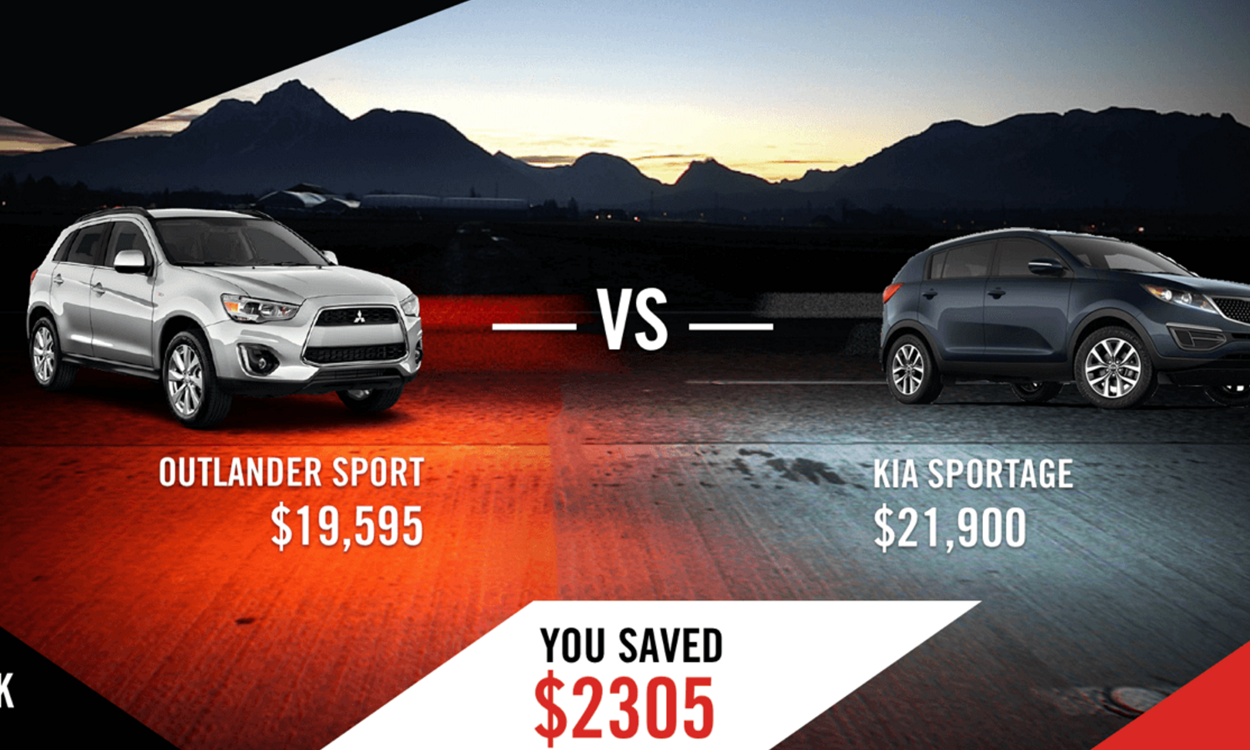 VS
OUTLANDER SPORT
$19,595
KIA SPORTAGE
$21,900
YOU SAVED
$2305
K